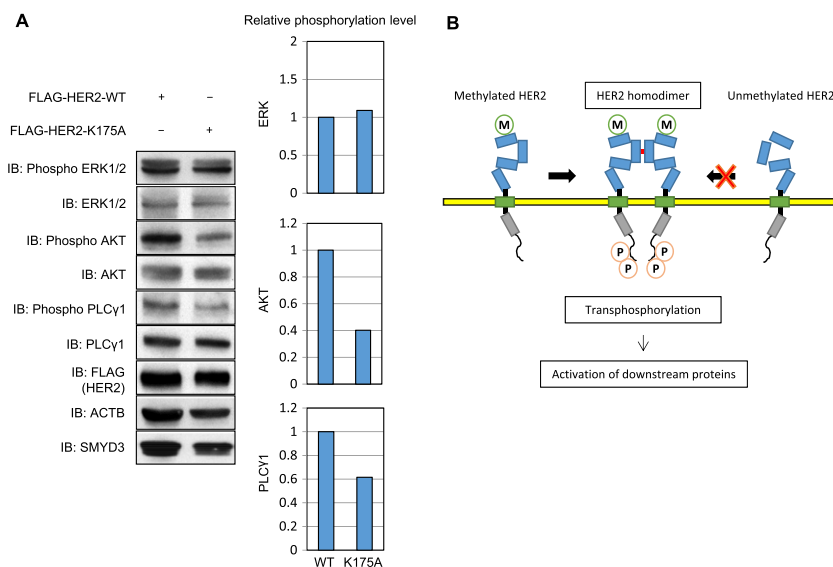 A
Relative phosphorylation level
FLAG-HER2-WT + –
FLAG-HER2-K175A – +
IB: Phospho ERK1/2
IB: ERK1/2
IB: Phospho AKT
IB: AKT
IB: Phospho PLCγ1
IB: PLCγ1
IB: FLAG
(HER2)
IB: ACTB
IB: SMYD3
ERK
2
1.5
1
0.5
0
AKT
1.2
1
0.8
0.6
0.4
0.2
0
PLCγ1
1.2
1
0.8
0.6
0.4
0.2
0
WT K175A
B
Methylated HER2
HER2 homodimer
Unmethylated HER2
M
M M
P P
P P
Transphosphorylation
Activation of downstream proteins